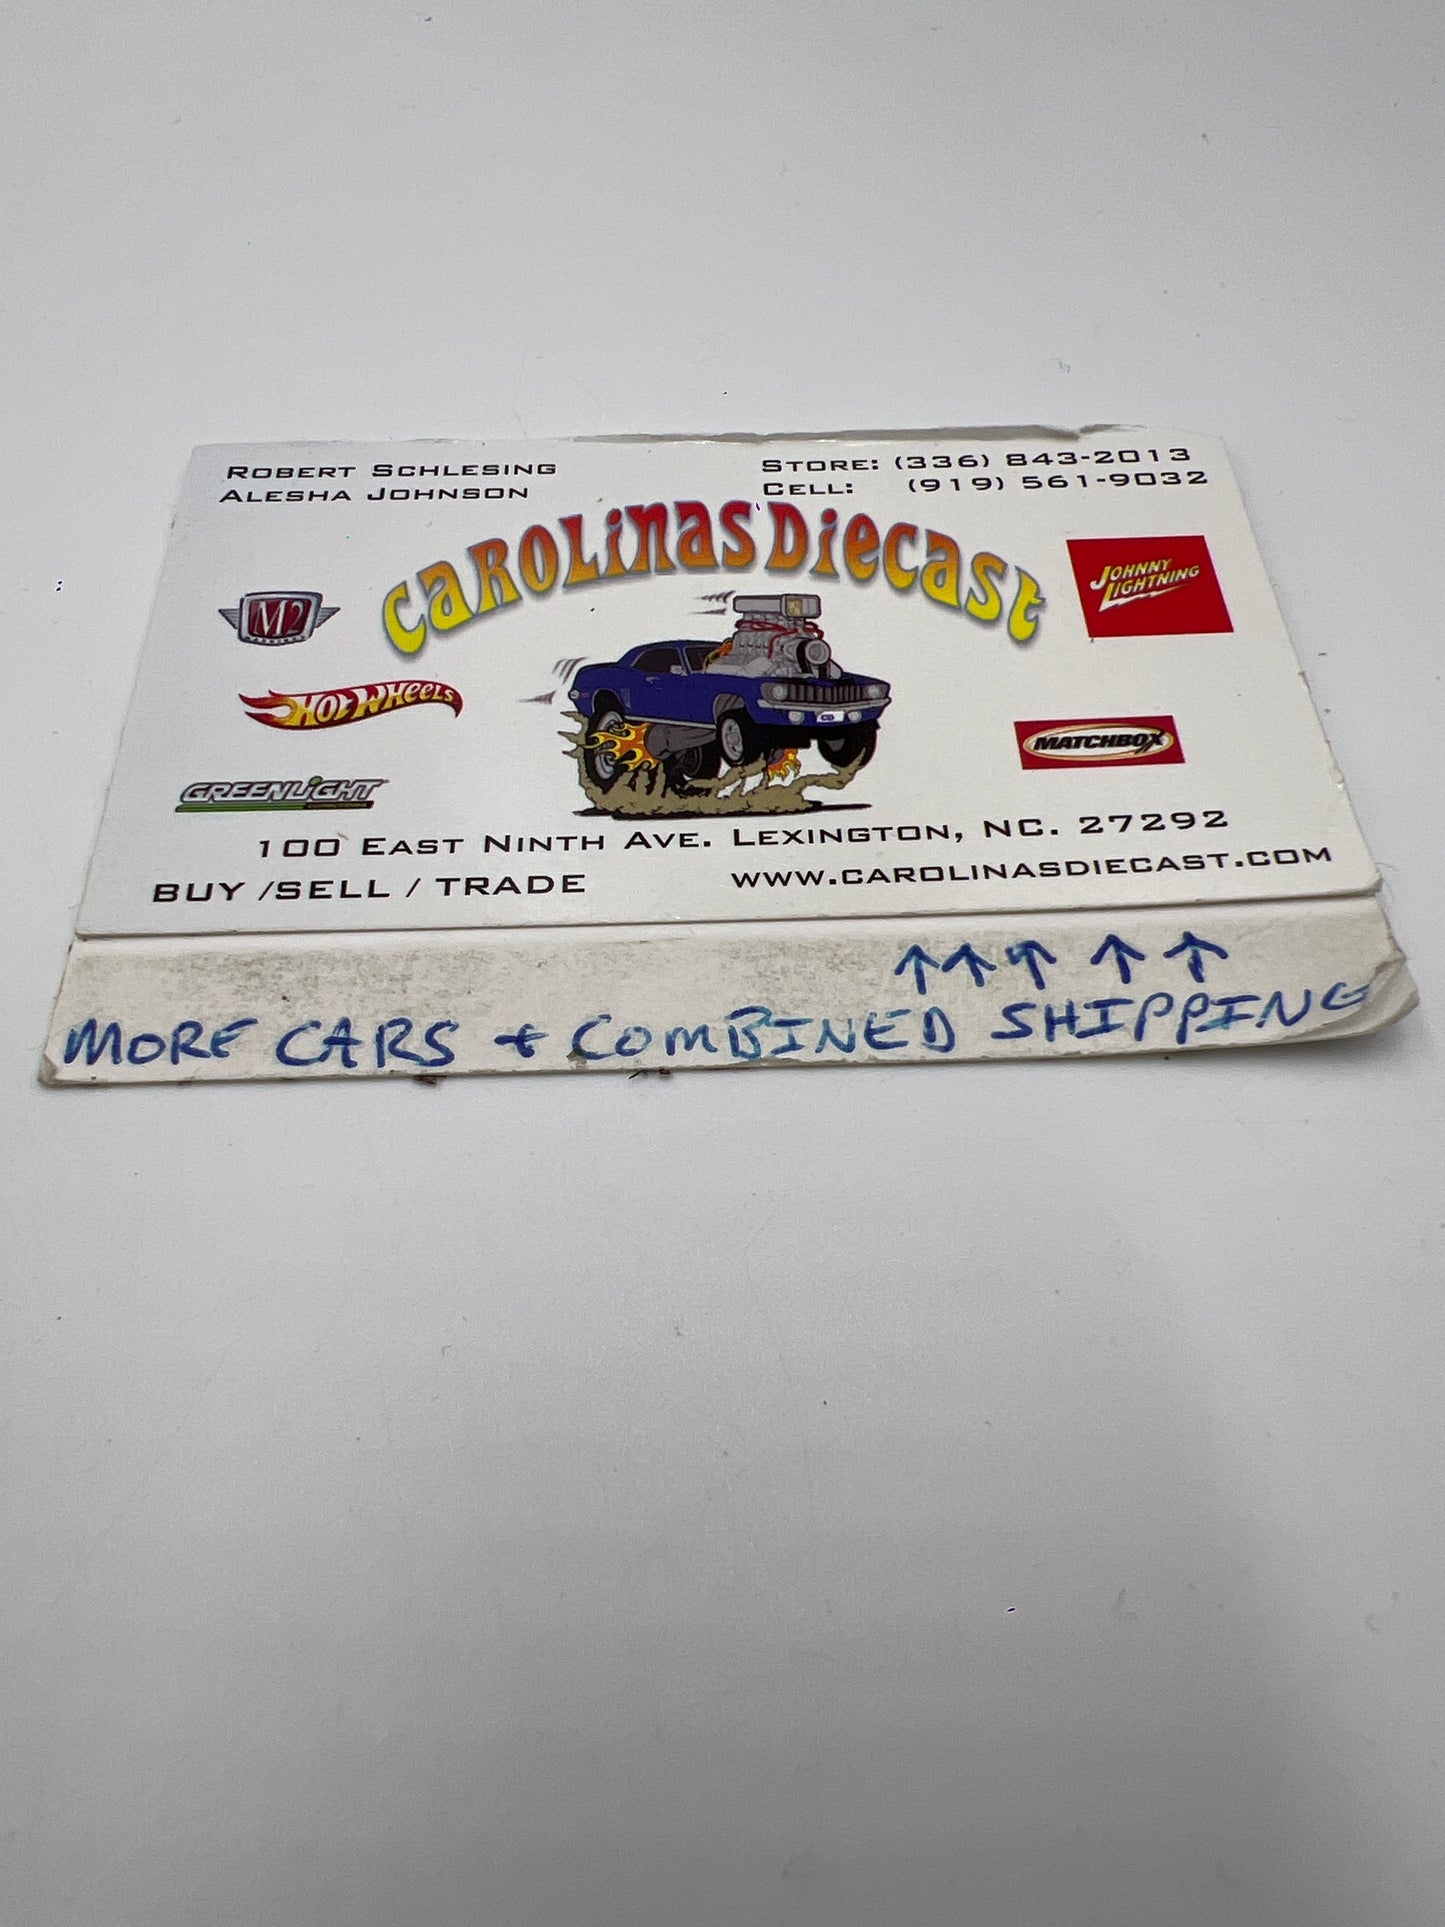 Robert Schlesing
Alesha Johnson
Store: (336) 843-2013
Cell: (919) 561-9032
Carolinas Diecast
M2
Johnny Lightning
Hot Wheels
Matchbox
GreenLight
100 East Ninth Ave. Lexington, NC. 27292
BUY /SELL / TRADE
www.carolinasdiecast.com
↑ ↑ ↑ ↑ ↑
MORE CARS + COMBINED SHIPPING